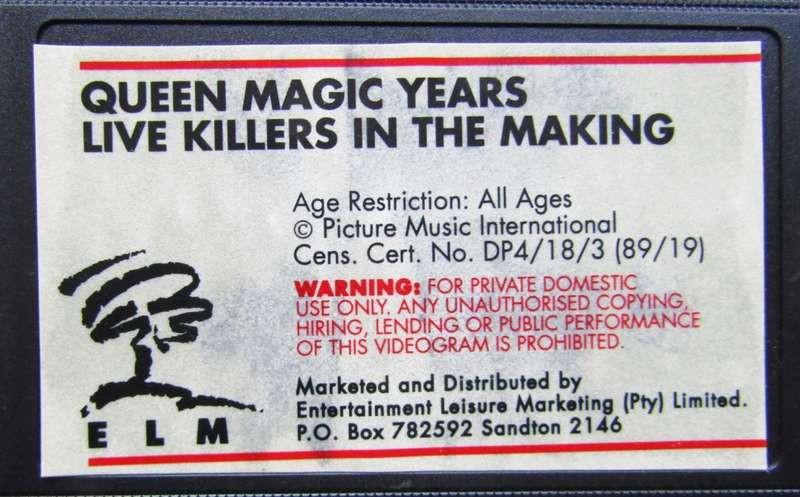 QUEEN MAGIC YEARS
LIVE KILLERS IN THE MAKING
Age Restriction: All Ages
© Picture Music International
Cens. Cert. No. DP4/18/3 (89/19)
WARNING: FOR PRIVATE DOMESTIC
USE ONLY. ANY UNAUTHORISED COPYING,
HIRING, LENDING OR PUBLIC PERFORMANCE
OF THIS VIDEOGRAM IS PROHIBITED.
Marketed and Distributed by
Entertainment Leisure Marketing (Pty) Limited.
P.O. Box 782592 Sandton 2146
E L M